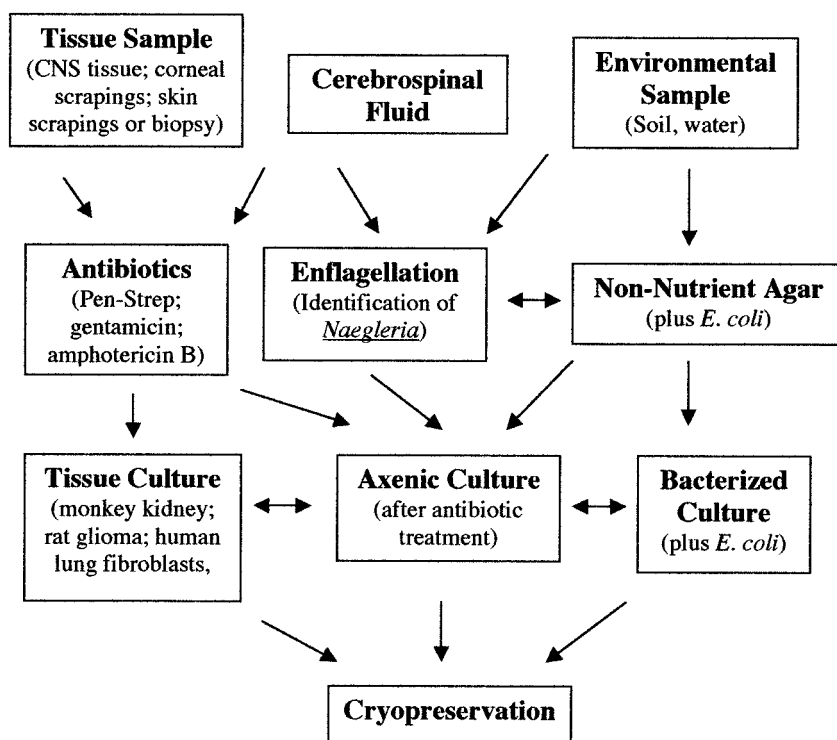 Tissue Sample
(CNS tissue; corneal
scrapings; skin
scrapings or biopsy)
Cerebrospinal
Fluid
Environmental
Sample
(Soil, water)
Antibiotics
(Pen-Strep;
gentamicin;
amphotericin B)
Enflagellation
(Identification of
Naegleria)
Non-Nutrient Agar
(plus E. coli)
Tissue Culture
(monkey kidney;
rat glioma; human
lung fibroblasts,
Axenic Culture
(after antibiotic
treatment)
Bacterized
Culture
(plus E. coli)
Cryopreservation